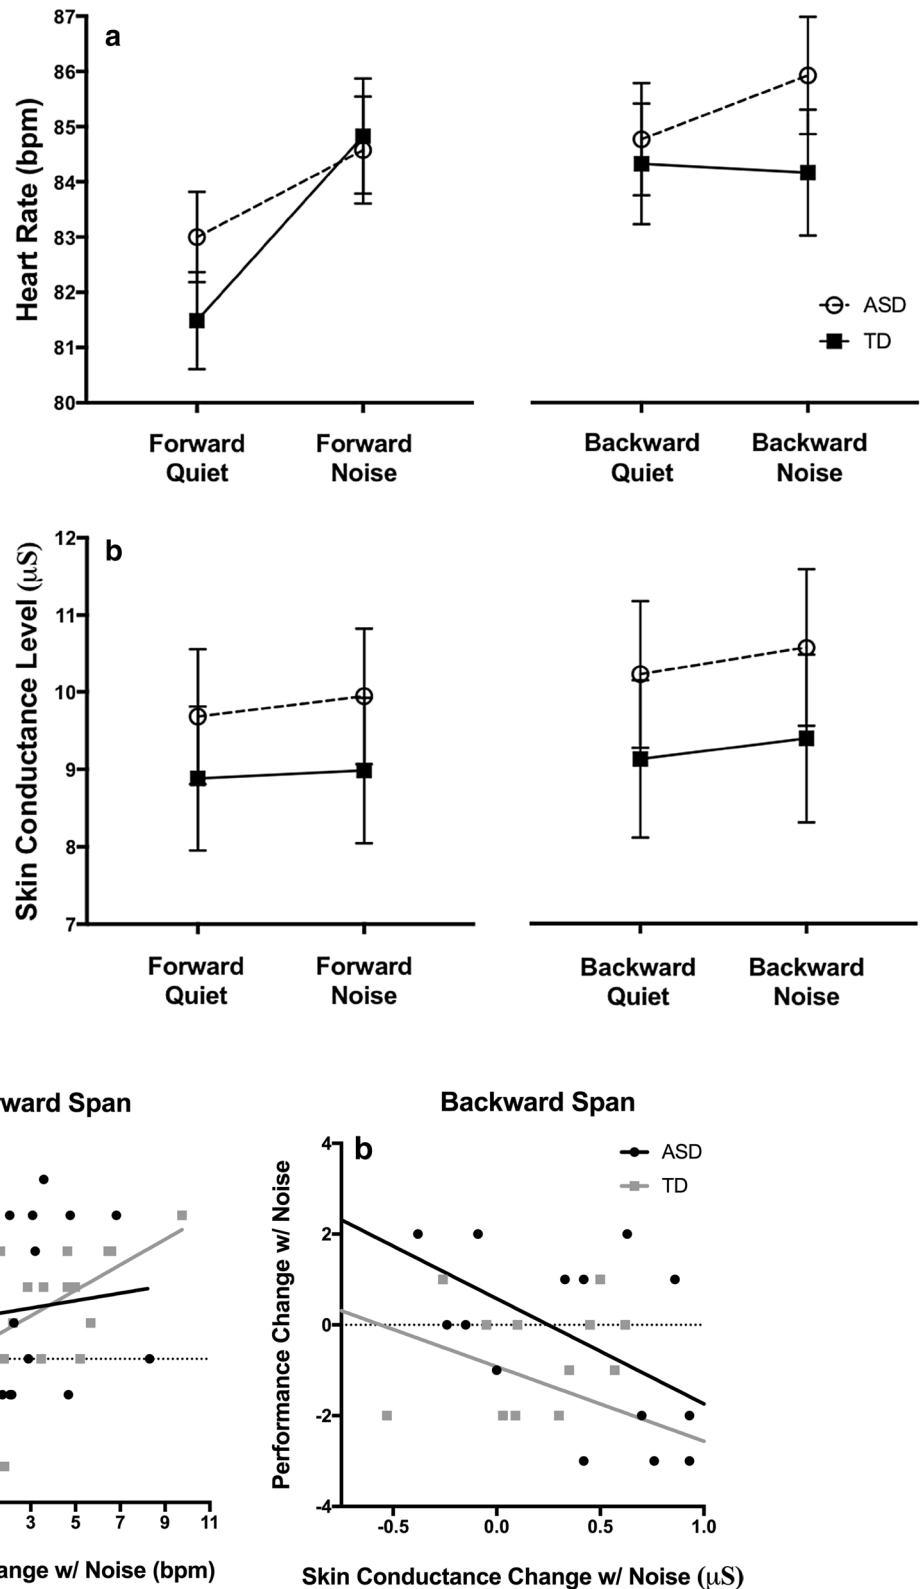 a
Heart Rate (bpm)
87
86
85
84
83
82
81
80
ASD
TD
Forward Quiet
Forward Noise
Backward Quiet
Backward Noise
b
Skin Conductance Level (μS)
12
11
10
9
8
7
Forward Quiet
Forward Noise
Backward Quiet
Backward Noise
ward Span
3 5 7 9 11
ange w/ Noise (bpm)
Backward Span
b
ASD
TD
Performance Change w/ Noise
4
2
0
-2
-4
-0.5 0.0 0.5 1.0
Skin Conductance Change w/ Noise (μS)